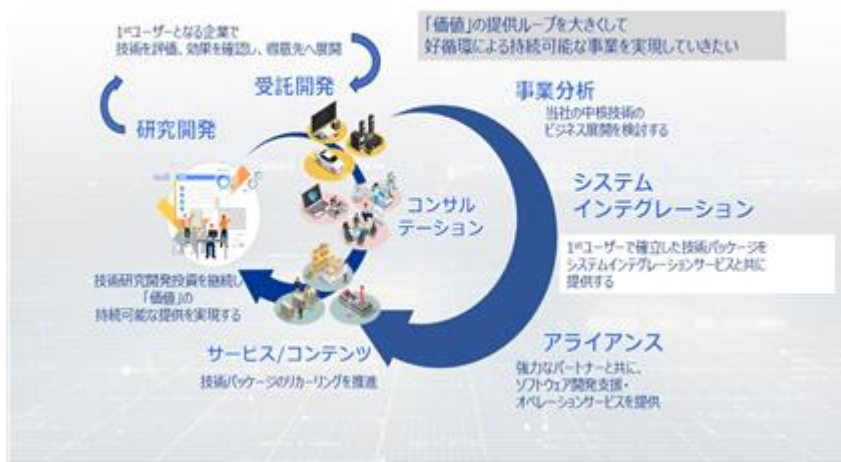 1stユーザーとなる企業で
技術を評価、効果を確認し、得意先へ展開
「価値」の提供ループを大きくして
好循環による持続可能な事業を実現していきたい
受託開発
研究開発
事業分析
当社の中核技術の
ビジネス展開を検討する
コンサル
テーション
システム
インテグレーション
1stユーザーで確立した技術パッケージを
システムインテグレーションサービスと共に
提供する
技術研究開発投資を継続し
「価値」の
持続可能な提供を実現する
サービス/コンテンツ
技術パッケージのリカーリングを推進
アライアンス
強力なパートナーと共に、
ソフトウェア開発支援・
オペレーションサービスを提供